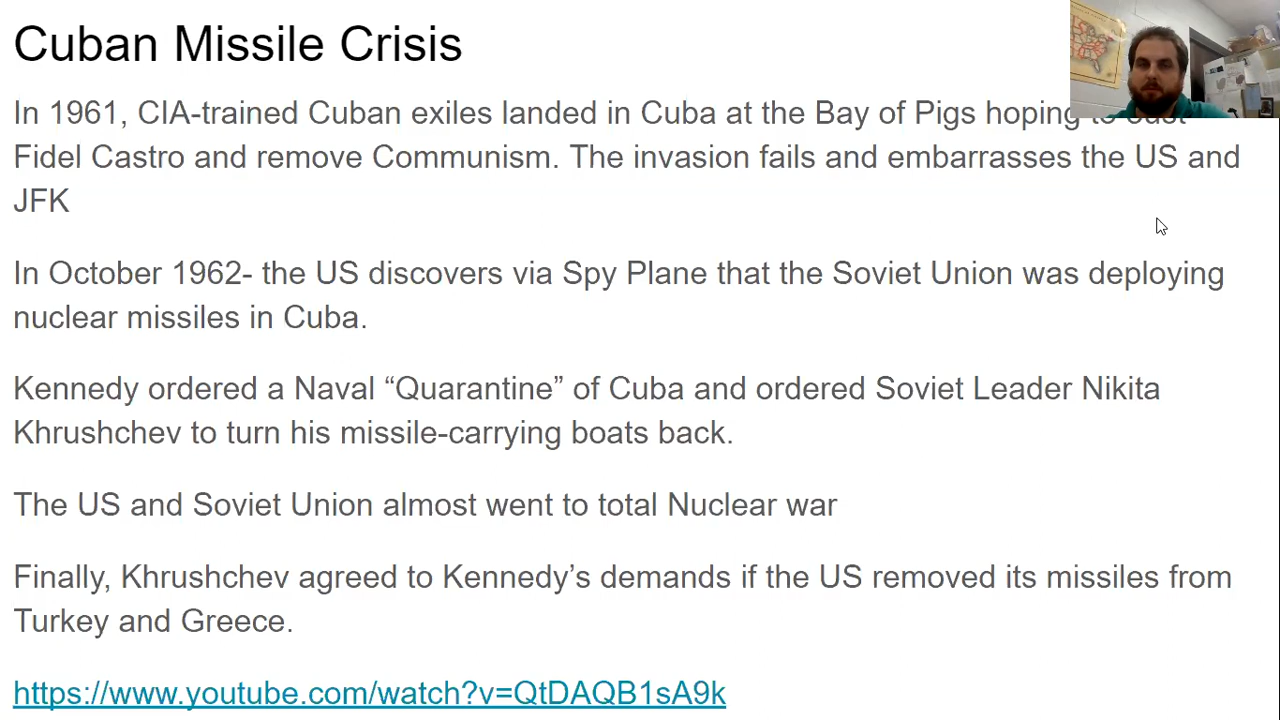 Cuban Missile Crisis
In 1961, CIA-trained Cuban exiles landed in Cuba at the Bay of Pigs hoping to oust
Fidel Castro and remove Communism. The invasion fails and embarrasses the US and
JFK
In October 1962- the US discovers via Spy Plane that the Soviet Union was deploying
nuclear missiles in Cuba.
Kennedy ordered a Naval “Quarantine” of Cuba and ordered Soviet Leader Nikita
Khrushchev to turn his missile-carrying boats back.
The US and Soviet Union almost went to total Nuclear war
Finally, Khrushchev agreed to Kennedy’s demands if the US removed its missiles from
Turkey and Greece.
https://www.youtube.com/watch?v=QtDAQB1sA9k